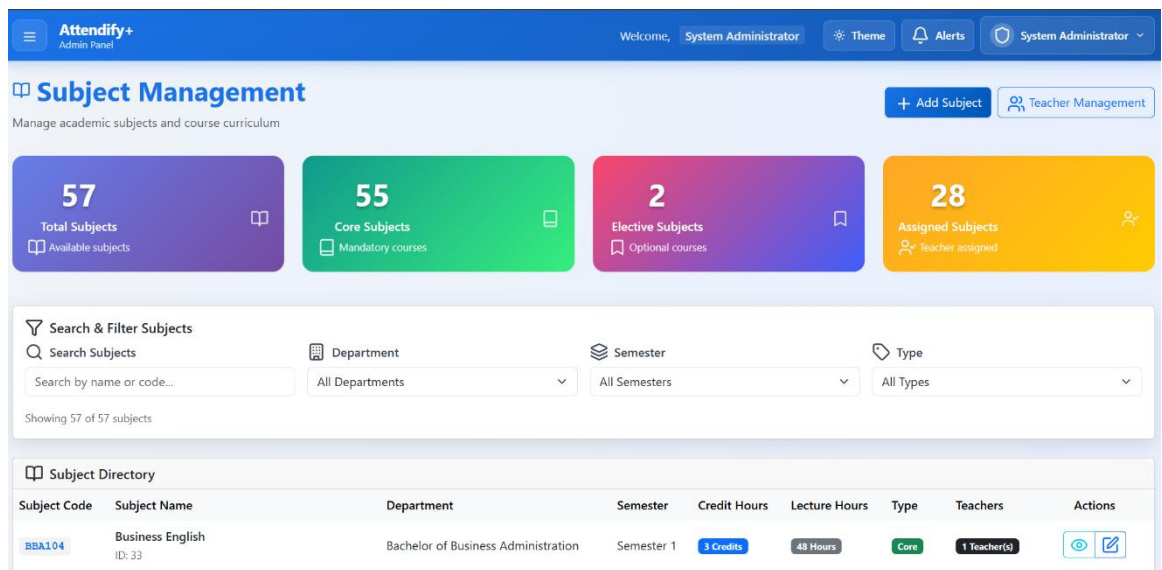 Attendify+
Admin Panel
Welcome, System Administrator Theme Alerts System Administrator
Subject Management
Manage academic subjects and course curriculum
+ Add Subject Teacher Management
57 55 2 28
Total Subjects Core Subjects Elective Subjects Assigned Subjects
Available subjects Mandatory courses Optional courses Teacher assigned
Search & Filter Subjects
Search Subjects Department Semester Type
Search by name or code... All Departments All Semesters All Types
Showing 57 of 57 subjects
Subject Directory
Subject Code Subject Name Department Semester Credit Hours Lecture Hours Type Teachers Actions
BBA104 Business English Bachelor of Business Administration Semester 1 3 Credits 48 Hours Core 1 Teacher(s)
ID: 33